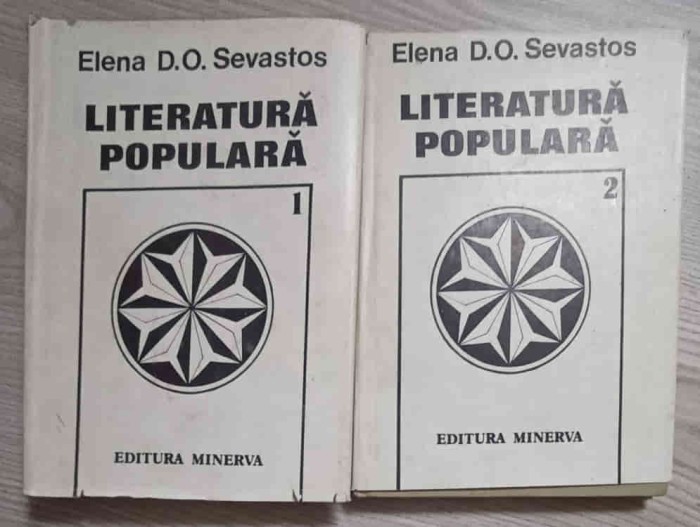 Elena D.O. Sevastos
LITERATURĂ
POPULARĂ
1
EDITURA MINERVA
Elena D.O. Sevastos
LITERATURĂ
POPULARĂ
2
EDITURA MINERVA